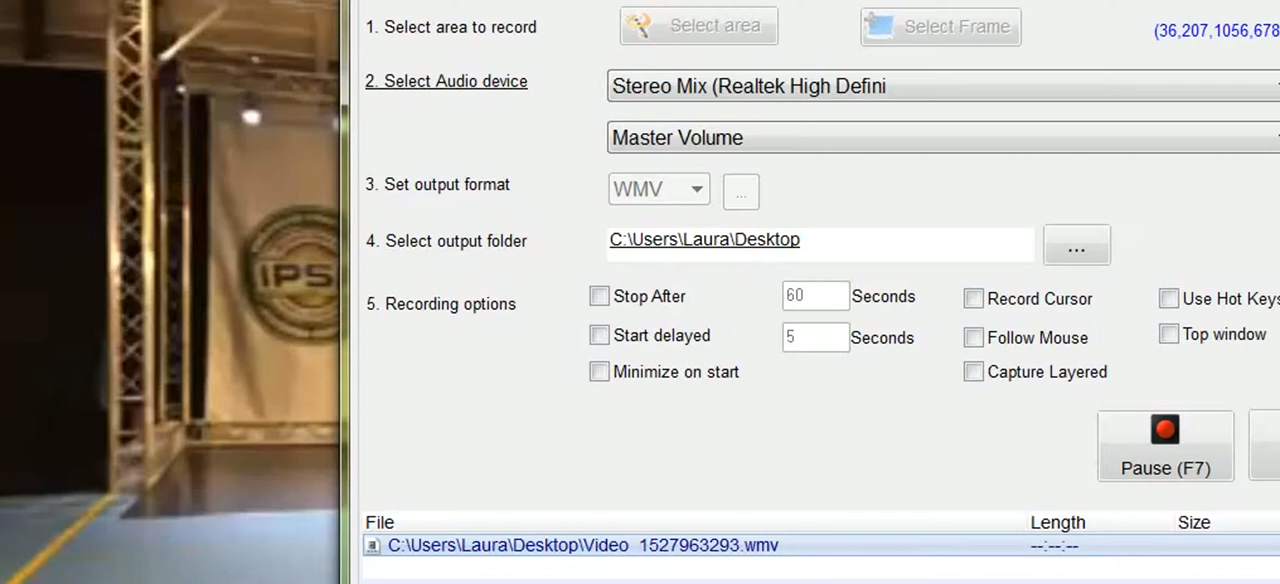 1. Select area to record
Select area
Select Frame
(36,207,1056,678
2. Select Audio device
Stereo Mix (Realtek High Defini
Master Volume
3. Set output format
WMV
...
4. Select output folder
C:\Users\Laura\Desktop
...
5. Recording options
Stop After
60
Seconds
Record Cursor
Use Hot Keys
Start delayed
5
Seconds
Follow Mouse
Top window
Minimize on start
Capture Layered
Pause (F7)
File
Length
Size
C:\Users\Laura\Desktop\Video_1527963293.wmv
--:--:--
IPS